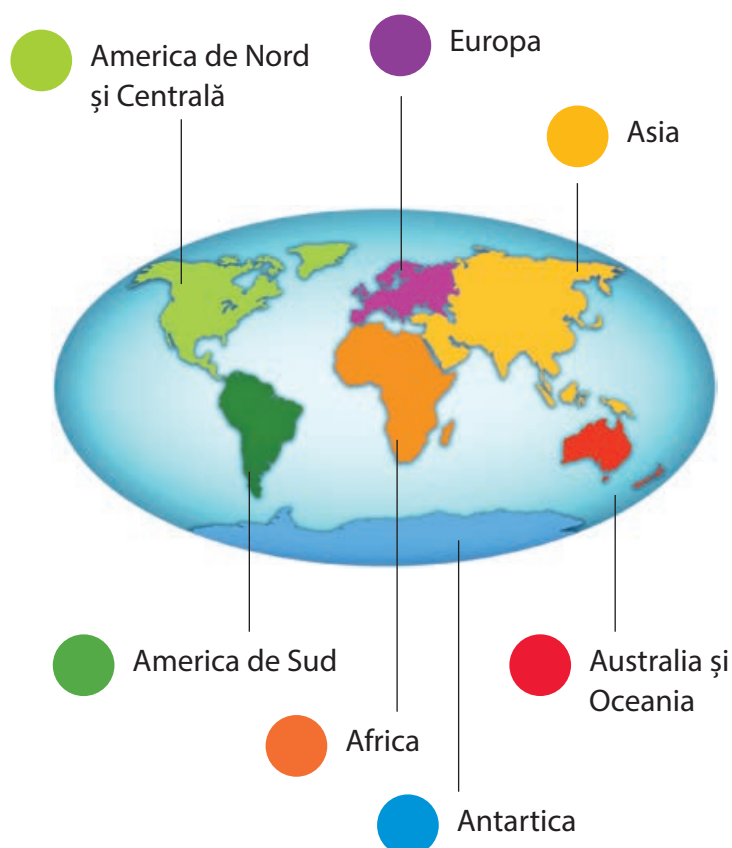 America de Nord
și Centrală
Europa
Asia
America de Sud
Australia și
Oceania
Africa
Antartica